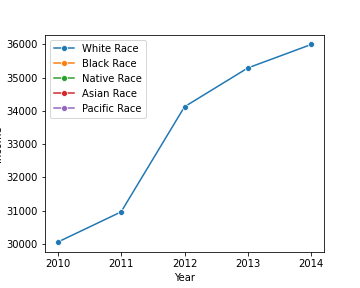 36000
35000
34000
33000
32000
31000
30000
White Race
Black Race
Native Race
Asian Race
Pacific Race
2010 2011 2012 2013 2014
Year